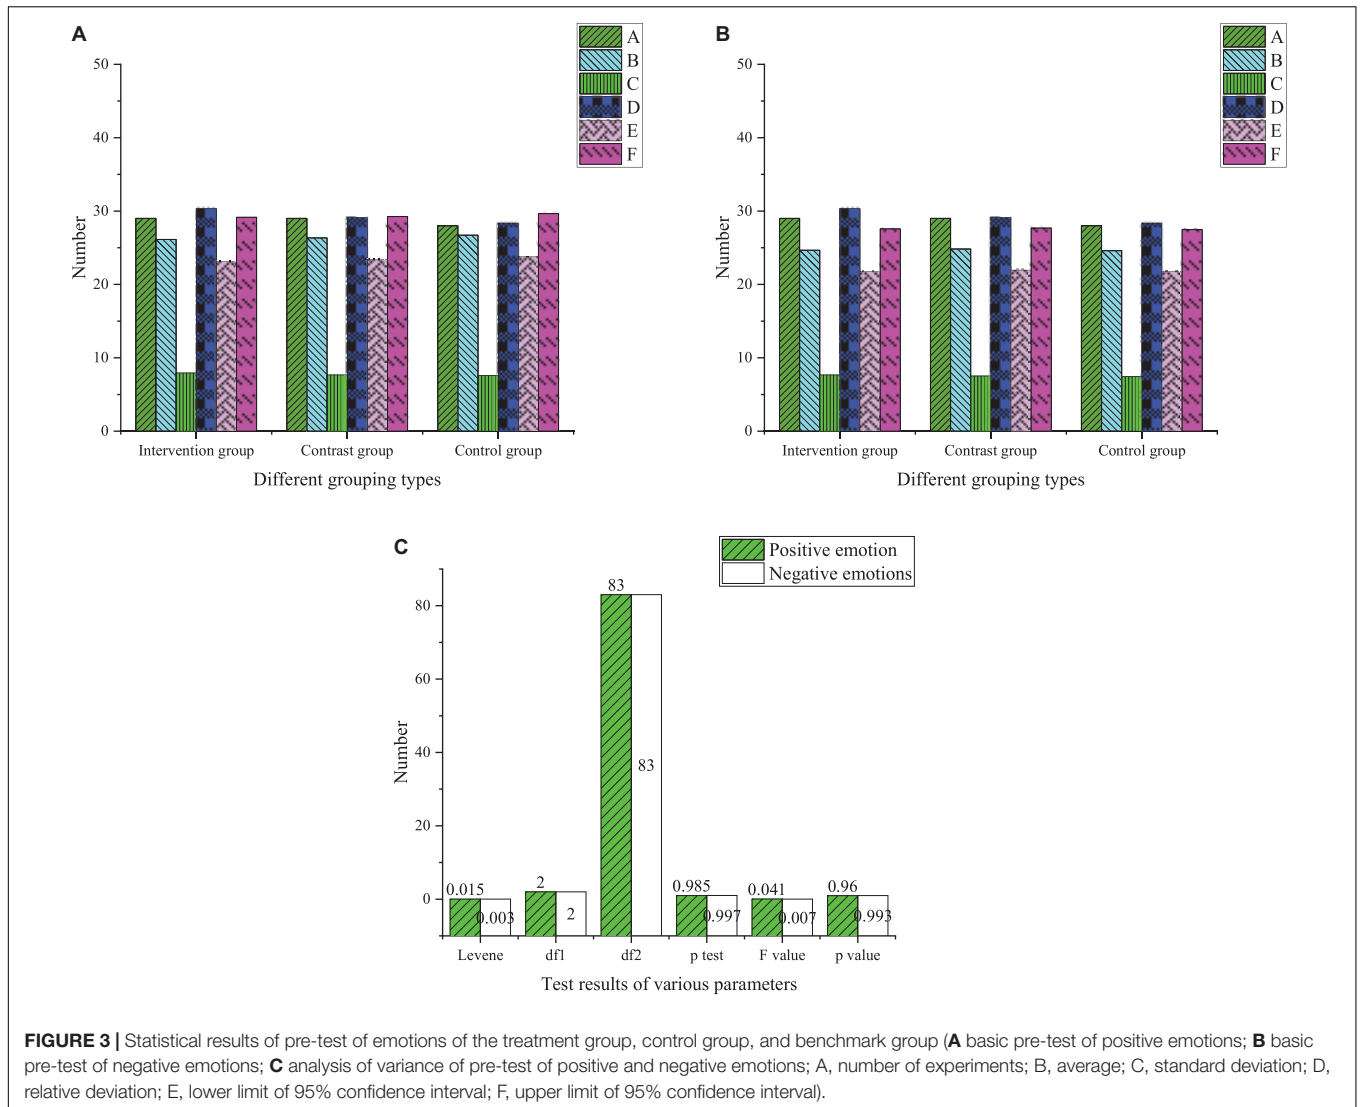 A
A
B
C
D
E
F
50
40
30
20
10
0
Number
Intervention group Contrast group Control group
Different grouping types
B
A
B
C
D
E
F
50
40
30
20
10
0
Number
Intervention group Contrast group Control group
Different grouping types
C
Positive emotion
Negative emotions
80
60
40
20
0
Number
83
83
0.015 2 0.985 0.041 0.96
0.003 2 0.997 0.007 0.993
Levene df1 df2 p test F value p value
Test results of various parameters
FIGURE 3 | Statistical results of pre-test of emotions of the treatment group, control group, and benchmark group (A basic pre-test of positive emotions; B basic
pre-test of negative emotions; C analysis of variance of pre-test of positive and negative emotions; A, number of experiments; B, average; C, standard deviation; D,
relative deviation; E, lower limit of 95% confidence interval; F, upper limit of 95% confidence interval).